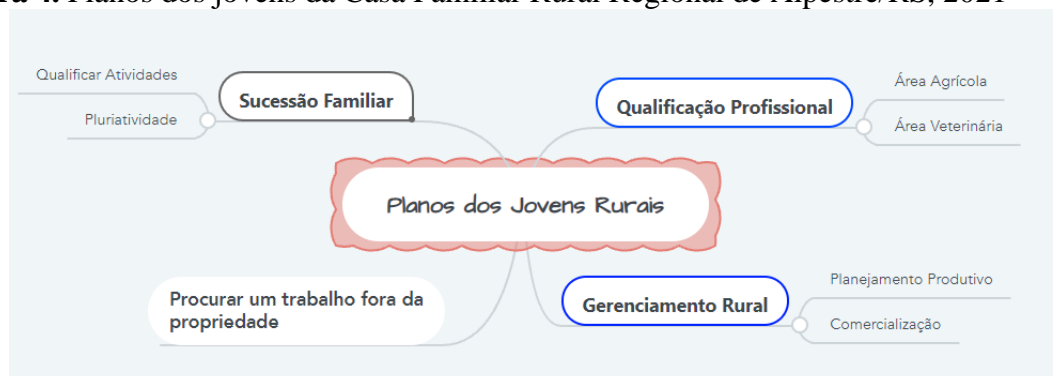 Planos dos jovens da Casa Familiar Rural Regional de Alpestre/RS, 2021
Qualificar Atividades
Pluriatividade
Sucessão Familiar
Qualificação Profissional
Área Agrícola
Área Veterinária
Planos dos Jovens Rurais
Procurar um trabalho fora da
propriedade
Gerenciamento Rural
Planejamento Produtivo
Comercialização